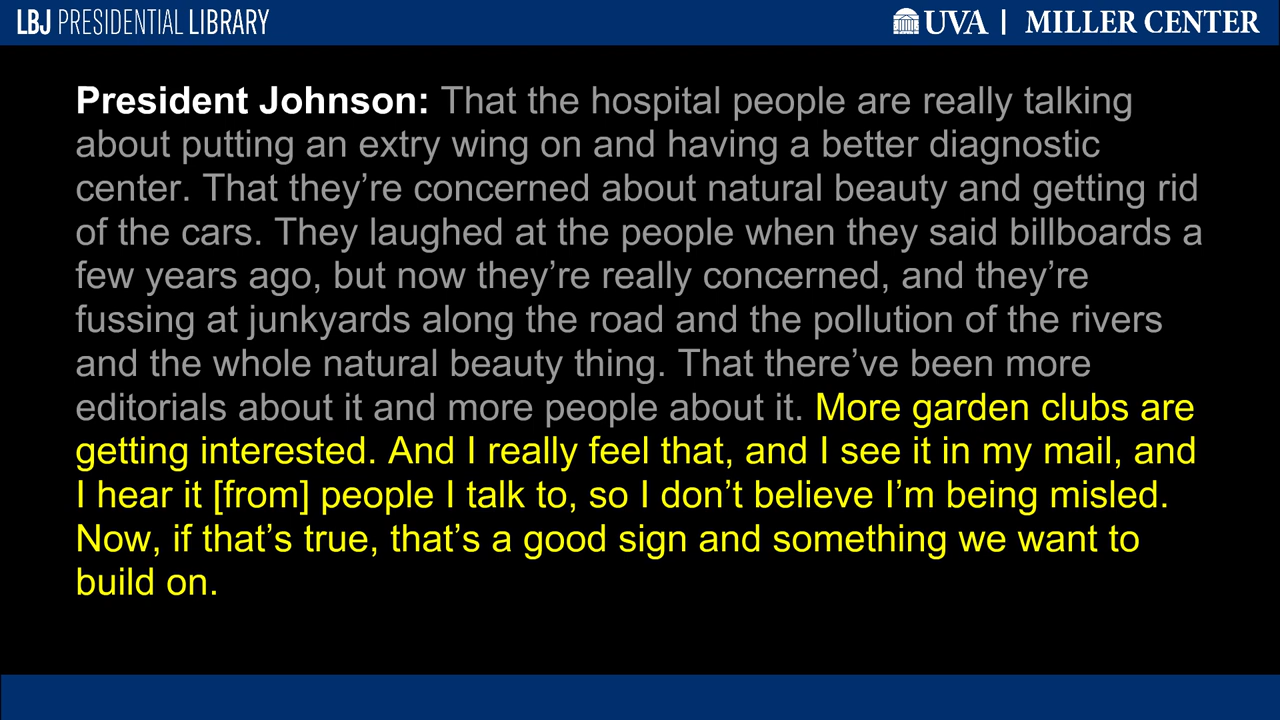 LBJ PRESIDENTIAL LIBRARY
UVA | MILLER CENTER
President Johnson: That the hospital people are really talking
about putting an extry wing on and having a better diagnostic
center. That they’re concerned about natural beauty and getting rid
of the cars. They laughed at the people when they said billboards a
few years ago, but now they’re really concerned, and they’re
fussing at junkyards along the road and the pollution of the rivers
and the whole natural beauty thing. That there’ve been more
editorials about it and more people about it. More garden clubs are
getting interested. And I really feel that, and I see it in my mail, and
I hear it [from] people I talk to, so I don’t believe I’m being misled.
Now, if that’s true, that’s a good sign and something we want to
build on.